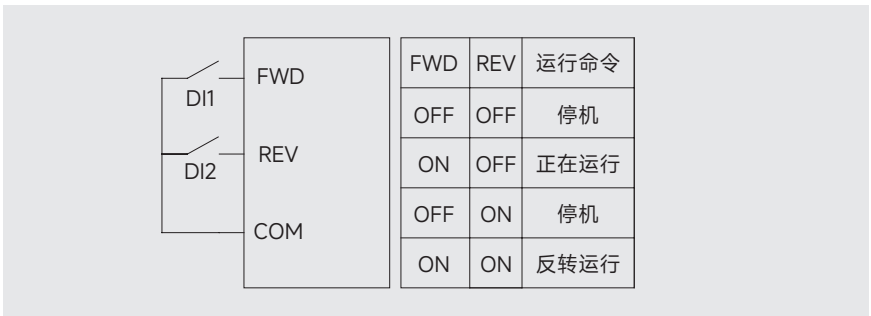 FWD
DI1
REV
DI2
COM
FWD REV 运行命令
OFF OFF 停机
ON OFF 正在运行
OFF ON 停机
ON ON 反转运行